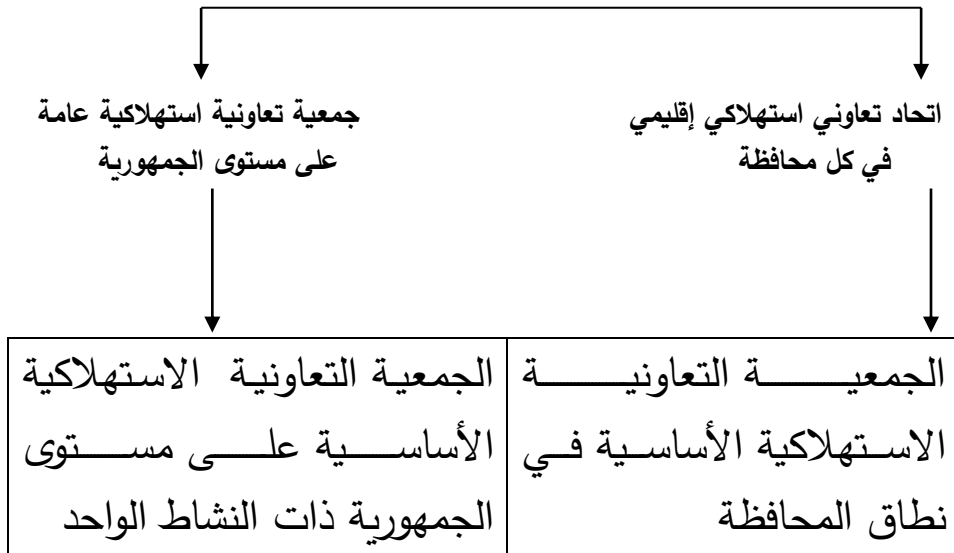 اتحاد تعاوني استهلاكي إقليمي
في كل محافظة
جمعية تعاونية استهلاكية عامة
على مستوى الجمهورية
الجمعية التعاونية
الاستهلاكية الأساسية في
نطاق المحافظة
الجمعية التعاونية الاستهلاكية
الأساسية على مستوى
الجمهورية ذات النشاط الواحد